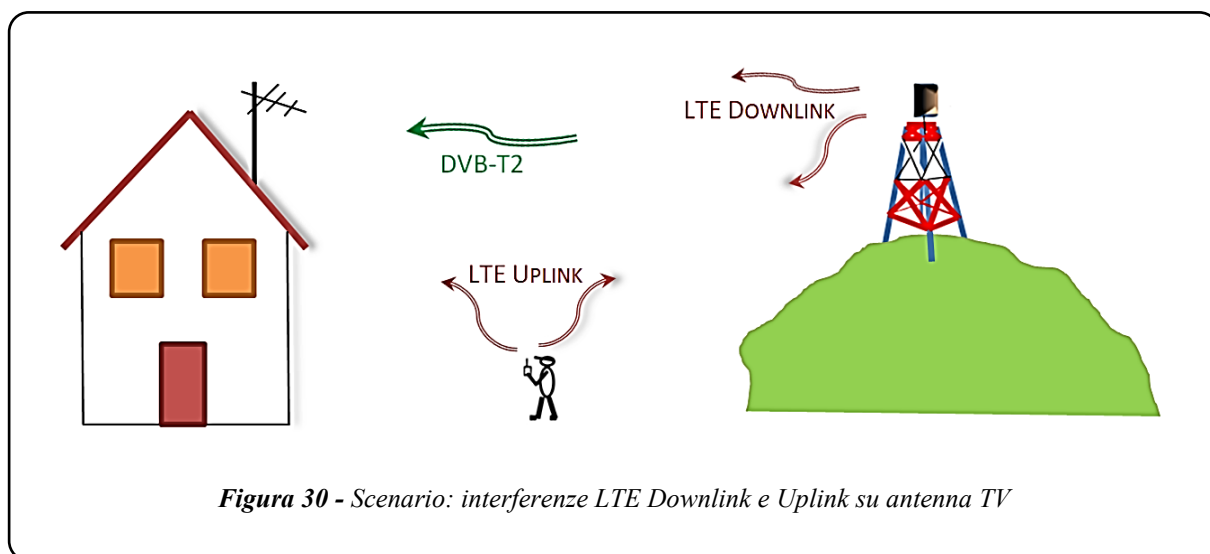 LTE DOWNLINK
DVB-T2
LTE UPLINK
Figura 30 - Scenario: interferenze LTE Downlink e Uplink su antenna TV